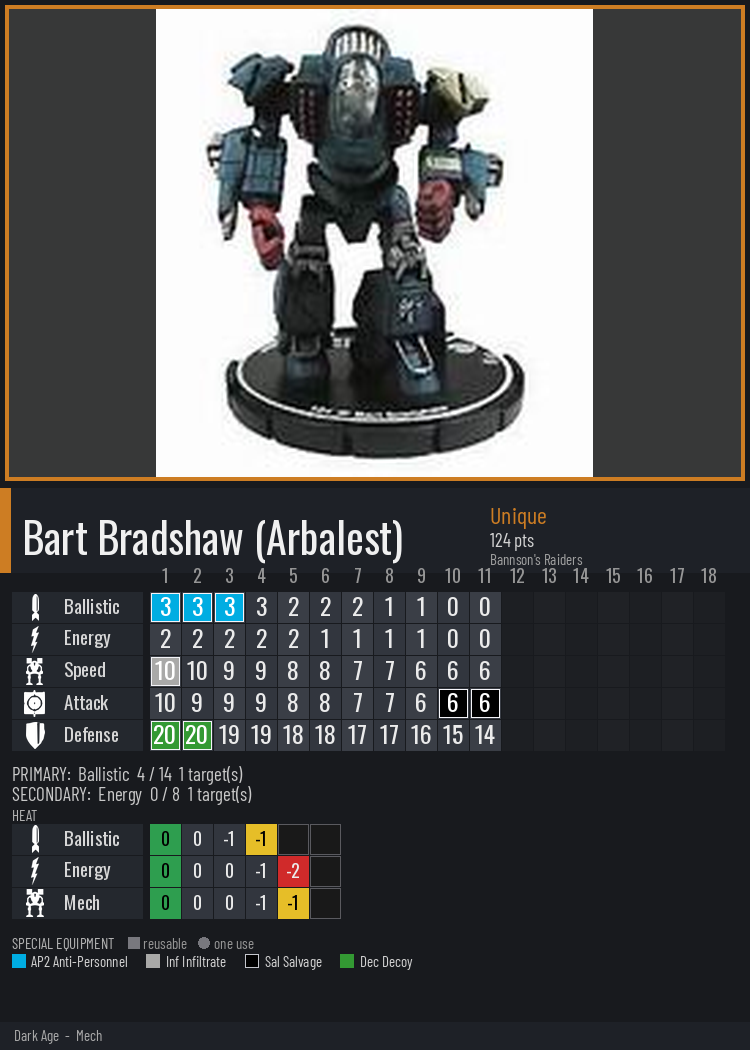 Bart Bradshaw (Arbalest)
Unique
124 pts
Bannson's Raiders
1 2 3 4 5 6 7 8 9 10 11 12 13 14 15 16 17 18
Ballistic 3 3 3 3 2 2 2 1 1 0 0
Energy 2 2 2 2 2 1 1 1 1 0 0
Speed 10 10 9 9 8 8 7 7 6 6 6
Attack 10 9 9 9 8 8 7 7 6 6 6
Defense 20 20 19 19 18 18 17 17 16 15 14
PRIMARY: Ballistic 4 / 14 1 target(s)
SECONDARY: Energy 0 / 8 1 target(s)
HEAT
Ballistic 0 0 -1 -1
Energy 0 0 0 -1 -2
Mech 0 0 0 -1 -1
SPECIAL EQUIPMENT reusable one use
AP2 Anti-Personnel Inf Infiltrate Sal Salvage Dec Decoy
Dark Age - Mech